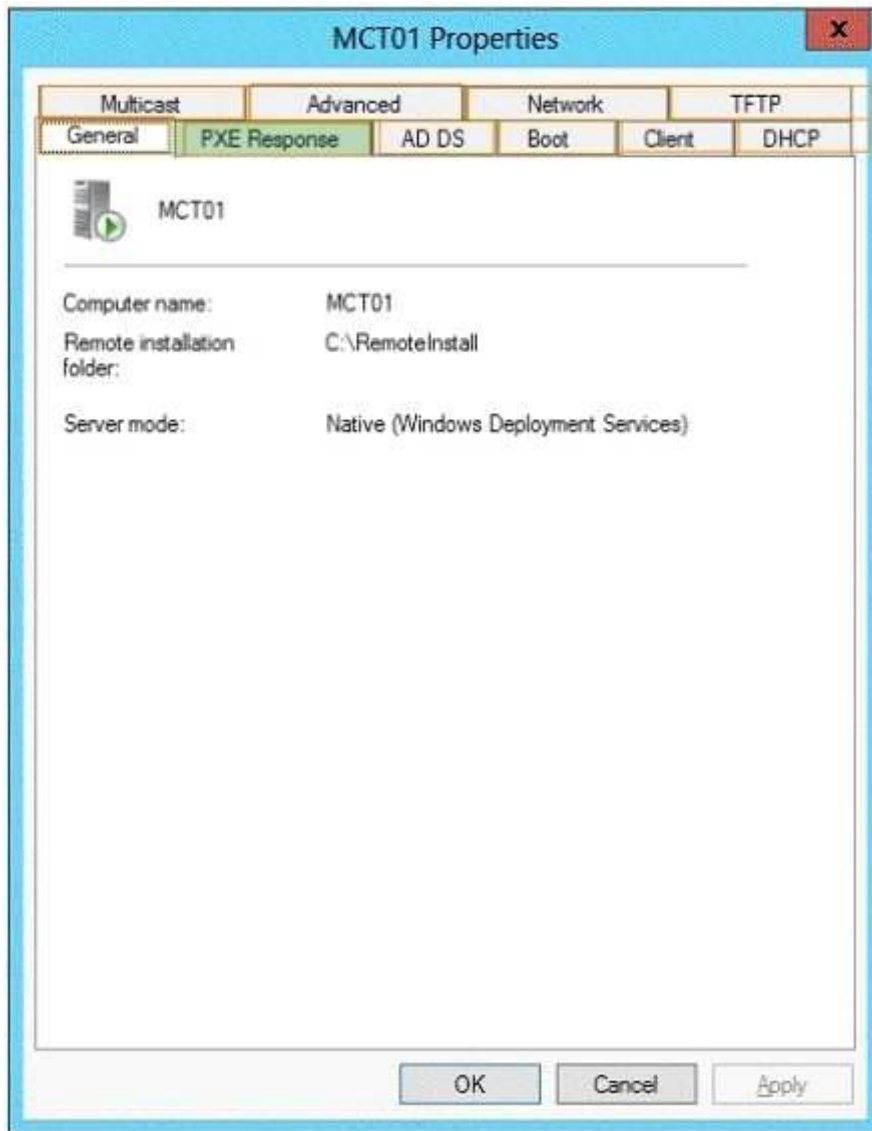 MCT01 Properties
x
Multicast Advanced Network TFTP
General PXE Response AD DS Boot Client DHCP
MCT01
Computer name: MCT01
Remote installation C:\RemoteInstall
folder:
Server mode: Native (Windows Deployment Services)
OK Cancel Apply